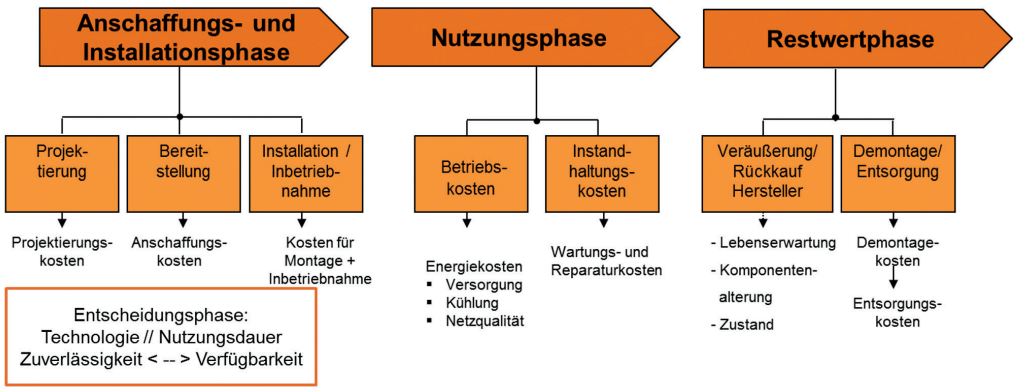 Anschaffungs- und
Installationsphase
Projek-
tierung
Bereit-
stellung
Installation /
Inbetrieb-
nahme
Projektierungs-
kosten
Anschaffungs-
kosten
Kosten für
Montage +
Inbetriebnahme
Entscheidungsphase:
Technologie // Nutzungsdauer
Zuverlässigkeit < -- > Verfügbarkeit
Nutzungsphase
Betriebs-
kosten
Instand-
haltungs-
kosten
Energiekosten
▪ Versorgung
▪ Kühlung
▪ Netzqualität
Wartungs- und
Reparaturkosten
Restwertphase
Veräußerung/
Rückkauf
Hersteller
Demontage/
Entsorgung
- Lebenserwartung
- Komponenten-
alterung
- Zustand
Demontage-
kosten
Entsorgungs-
kosten